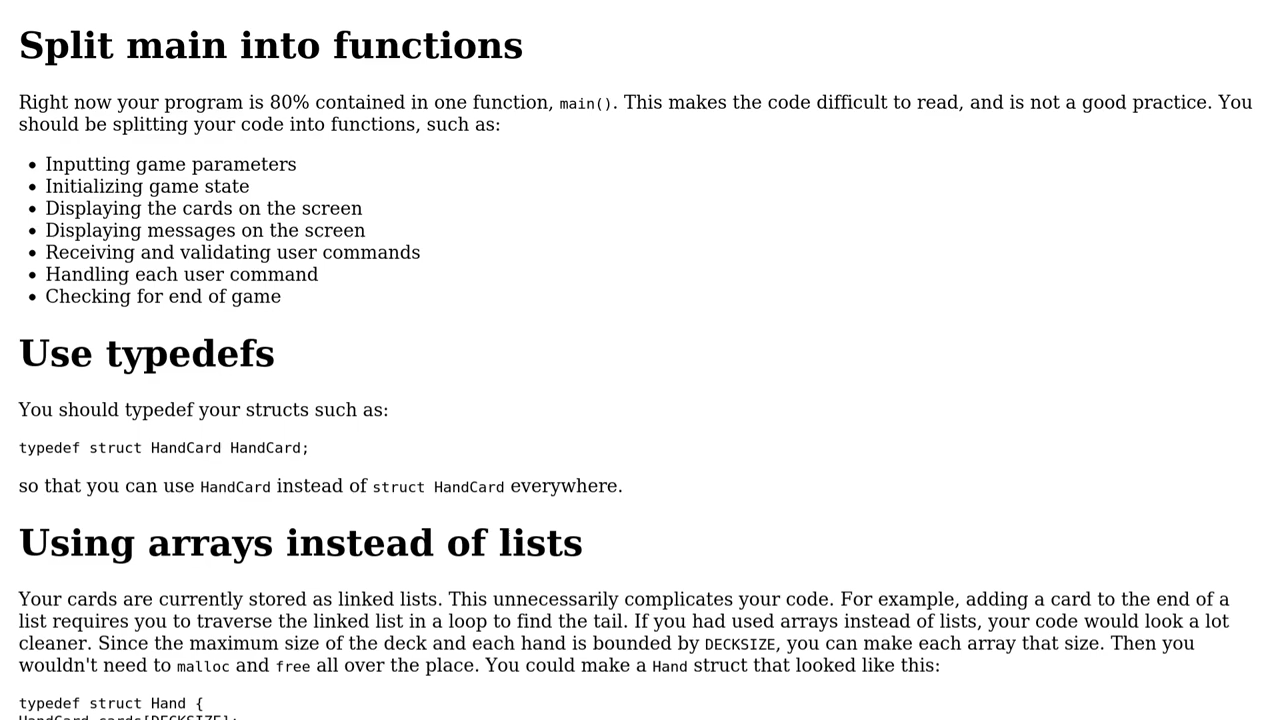 Split main into functions
Right now your program is 80% contained in one function, main(). This makes the code difficult to read, and is not a good practice. You
should be splitting your code into functions, such as:
• Inputting game parameters
• Initializing game state
• Displaying the cards on the screen
• Displaying messages on the screen
• Receiving and validating user commands
• Handling each user command
• Checking for end of game
Use typedefs
You should typedef your structs such as:
typedef struct HandCard HandCard;
so that you can use HandCard instead of struct HandCard everywhere.
Using arrays instead of lists
Your cards are currently stored as linked lists. This unnecessarily complicates your code. For example, adding a card to the end of a
list requires you to traverse the linked list in a loop to find the tail. If you had used arrays instead of lists, your code would look a lot
cleaner. Since the maximum size of the deck and each hand is bounded by DECKSIZE, you can make each array that size. Then you
wouldn't need to malloc and free all over the place. You could make a Hand struct that looked like this:
typedef struct Hand {
HandCard cards[DECKSIZE];